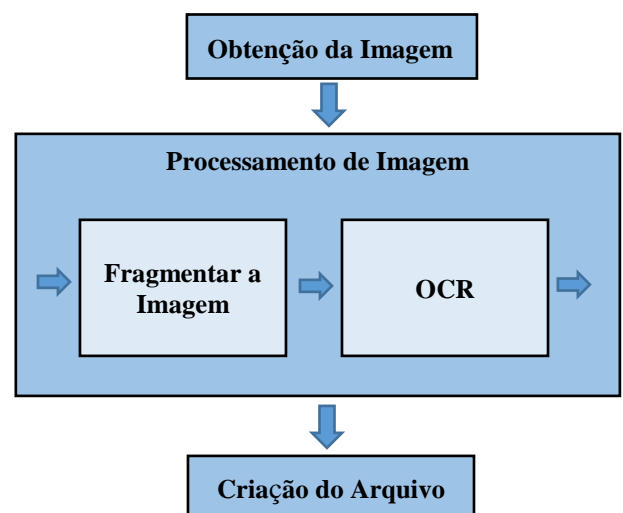 Obtenção da Imagem
Processamento de Imagem
Fragmentar a
Imagem
OCR
Criação do Arquivo